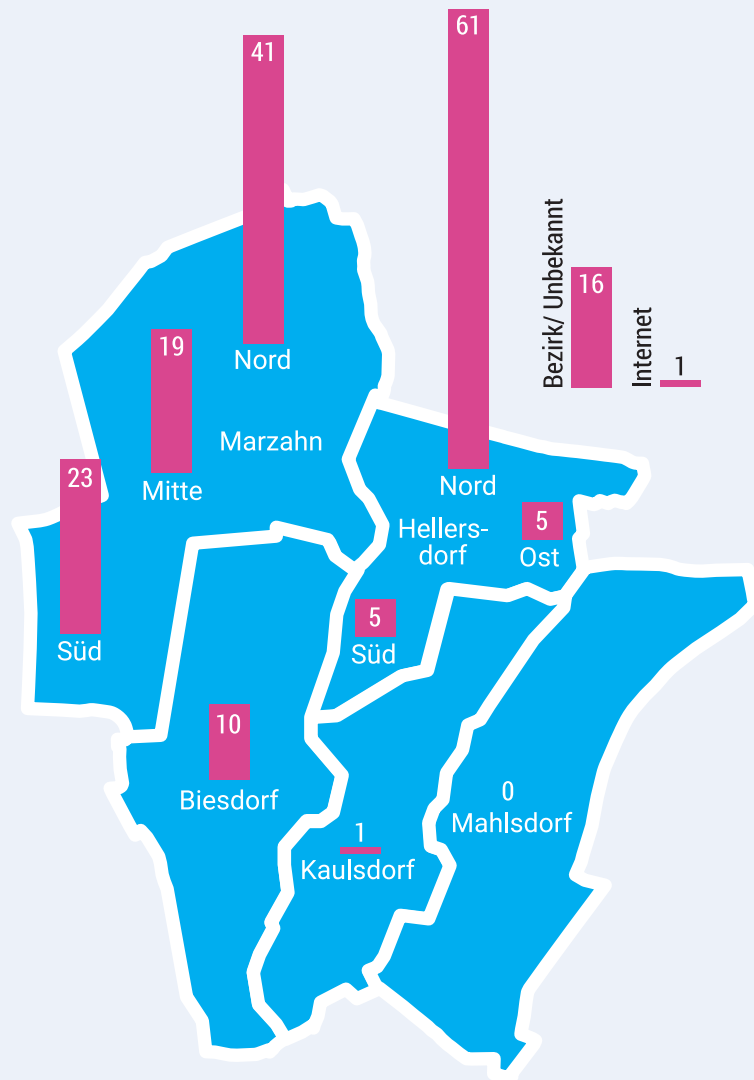 61
41
Bezirk/ Unbekannt
16
Internet
1
19
Nord
Marzahn
23
Mitte
Nord
5
Hellers-
dorf
Ost
5
Süd
Süd
10
Biesdorf
0
Mahlsdorf
1
Kaulsdorf